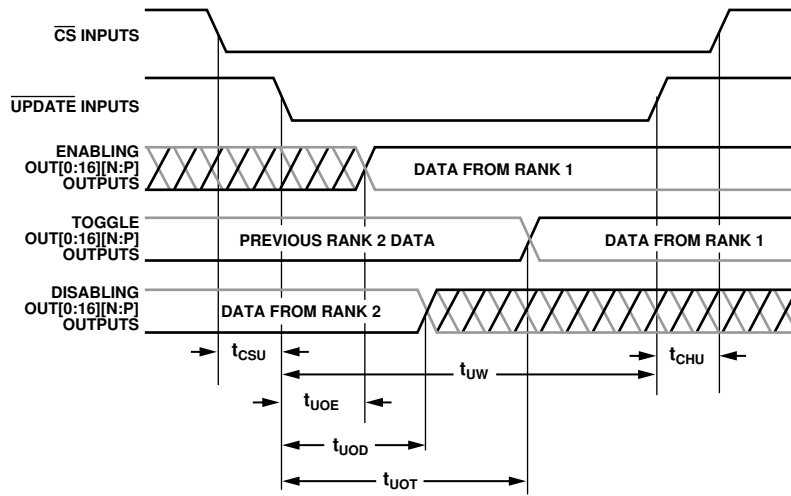 CS INPUTS
UPDATE INPUTS
ENABLING
OUT[0:16][N:P]
OUTPUTS
DATA FROM RANK 1
TOGGLE
OUT[0:16][N:P]
OUTPUTS
PREVIOUS RANK 2 DATA
DATA FROM RANK 1
DISABLING
OUT[0:16][N:P]
OUTPUTS
DATA FROM RANK 2
tCSU
tUW
tCHU
tUOE
tUOD
tUOT